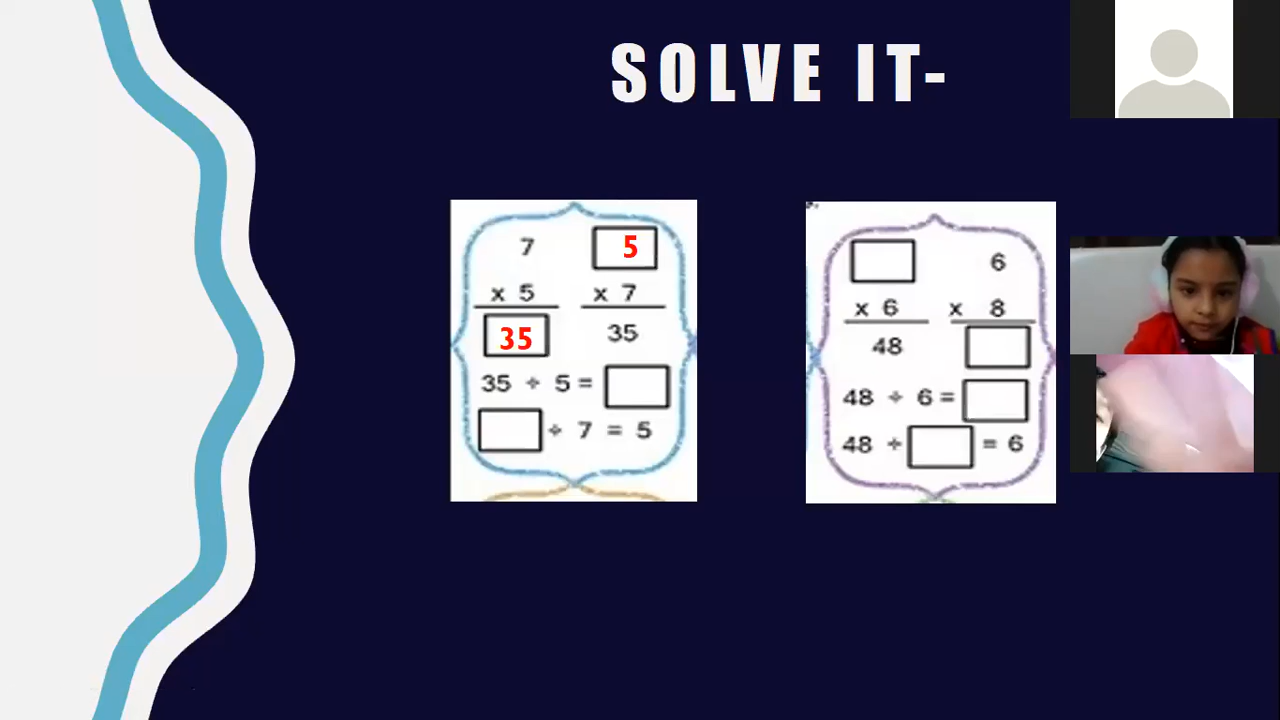 SOLVE IT-
7 5
x 5 x 7
35 35
35 ÷ 5 =
÷ 7 = 5
6
x 6 x 8
48
48 ÷ 6 =
48 ÷ = 6